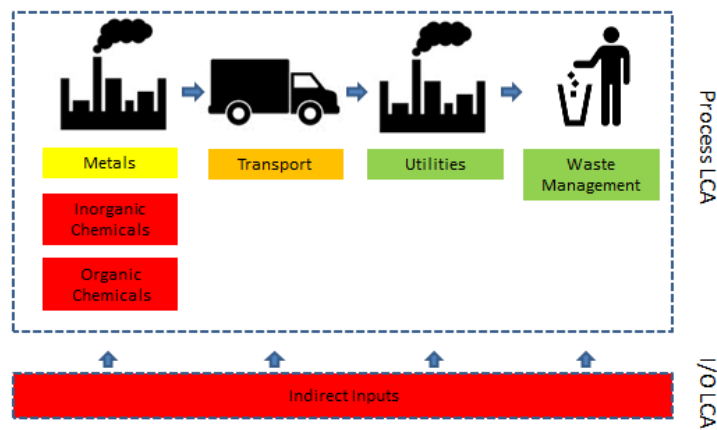 Metals
Transport
Utilities
Waste
Management
Inorganic
Chemicals
Organic
Chemicals
Process LCA
Indirect Inputs
I/O LCA